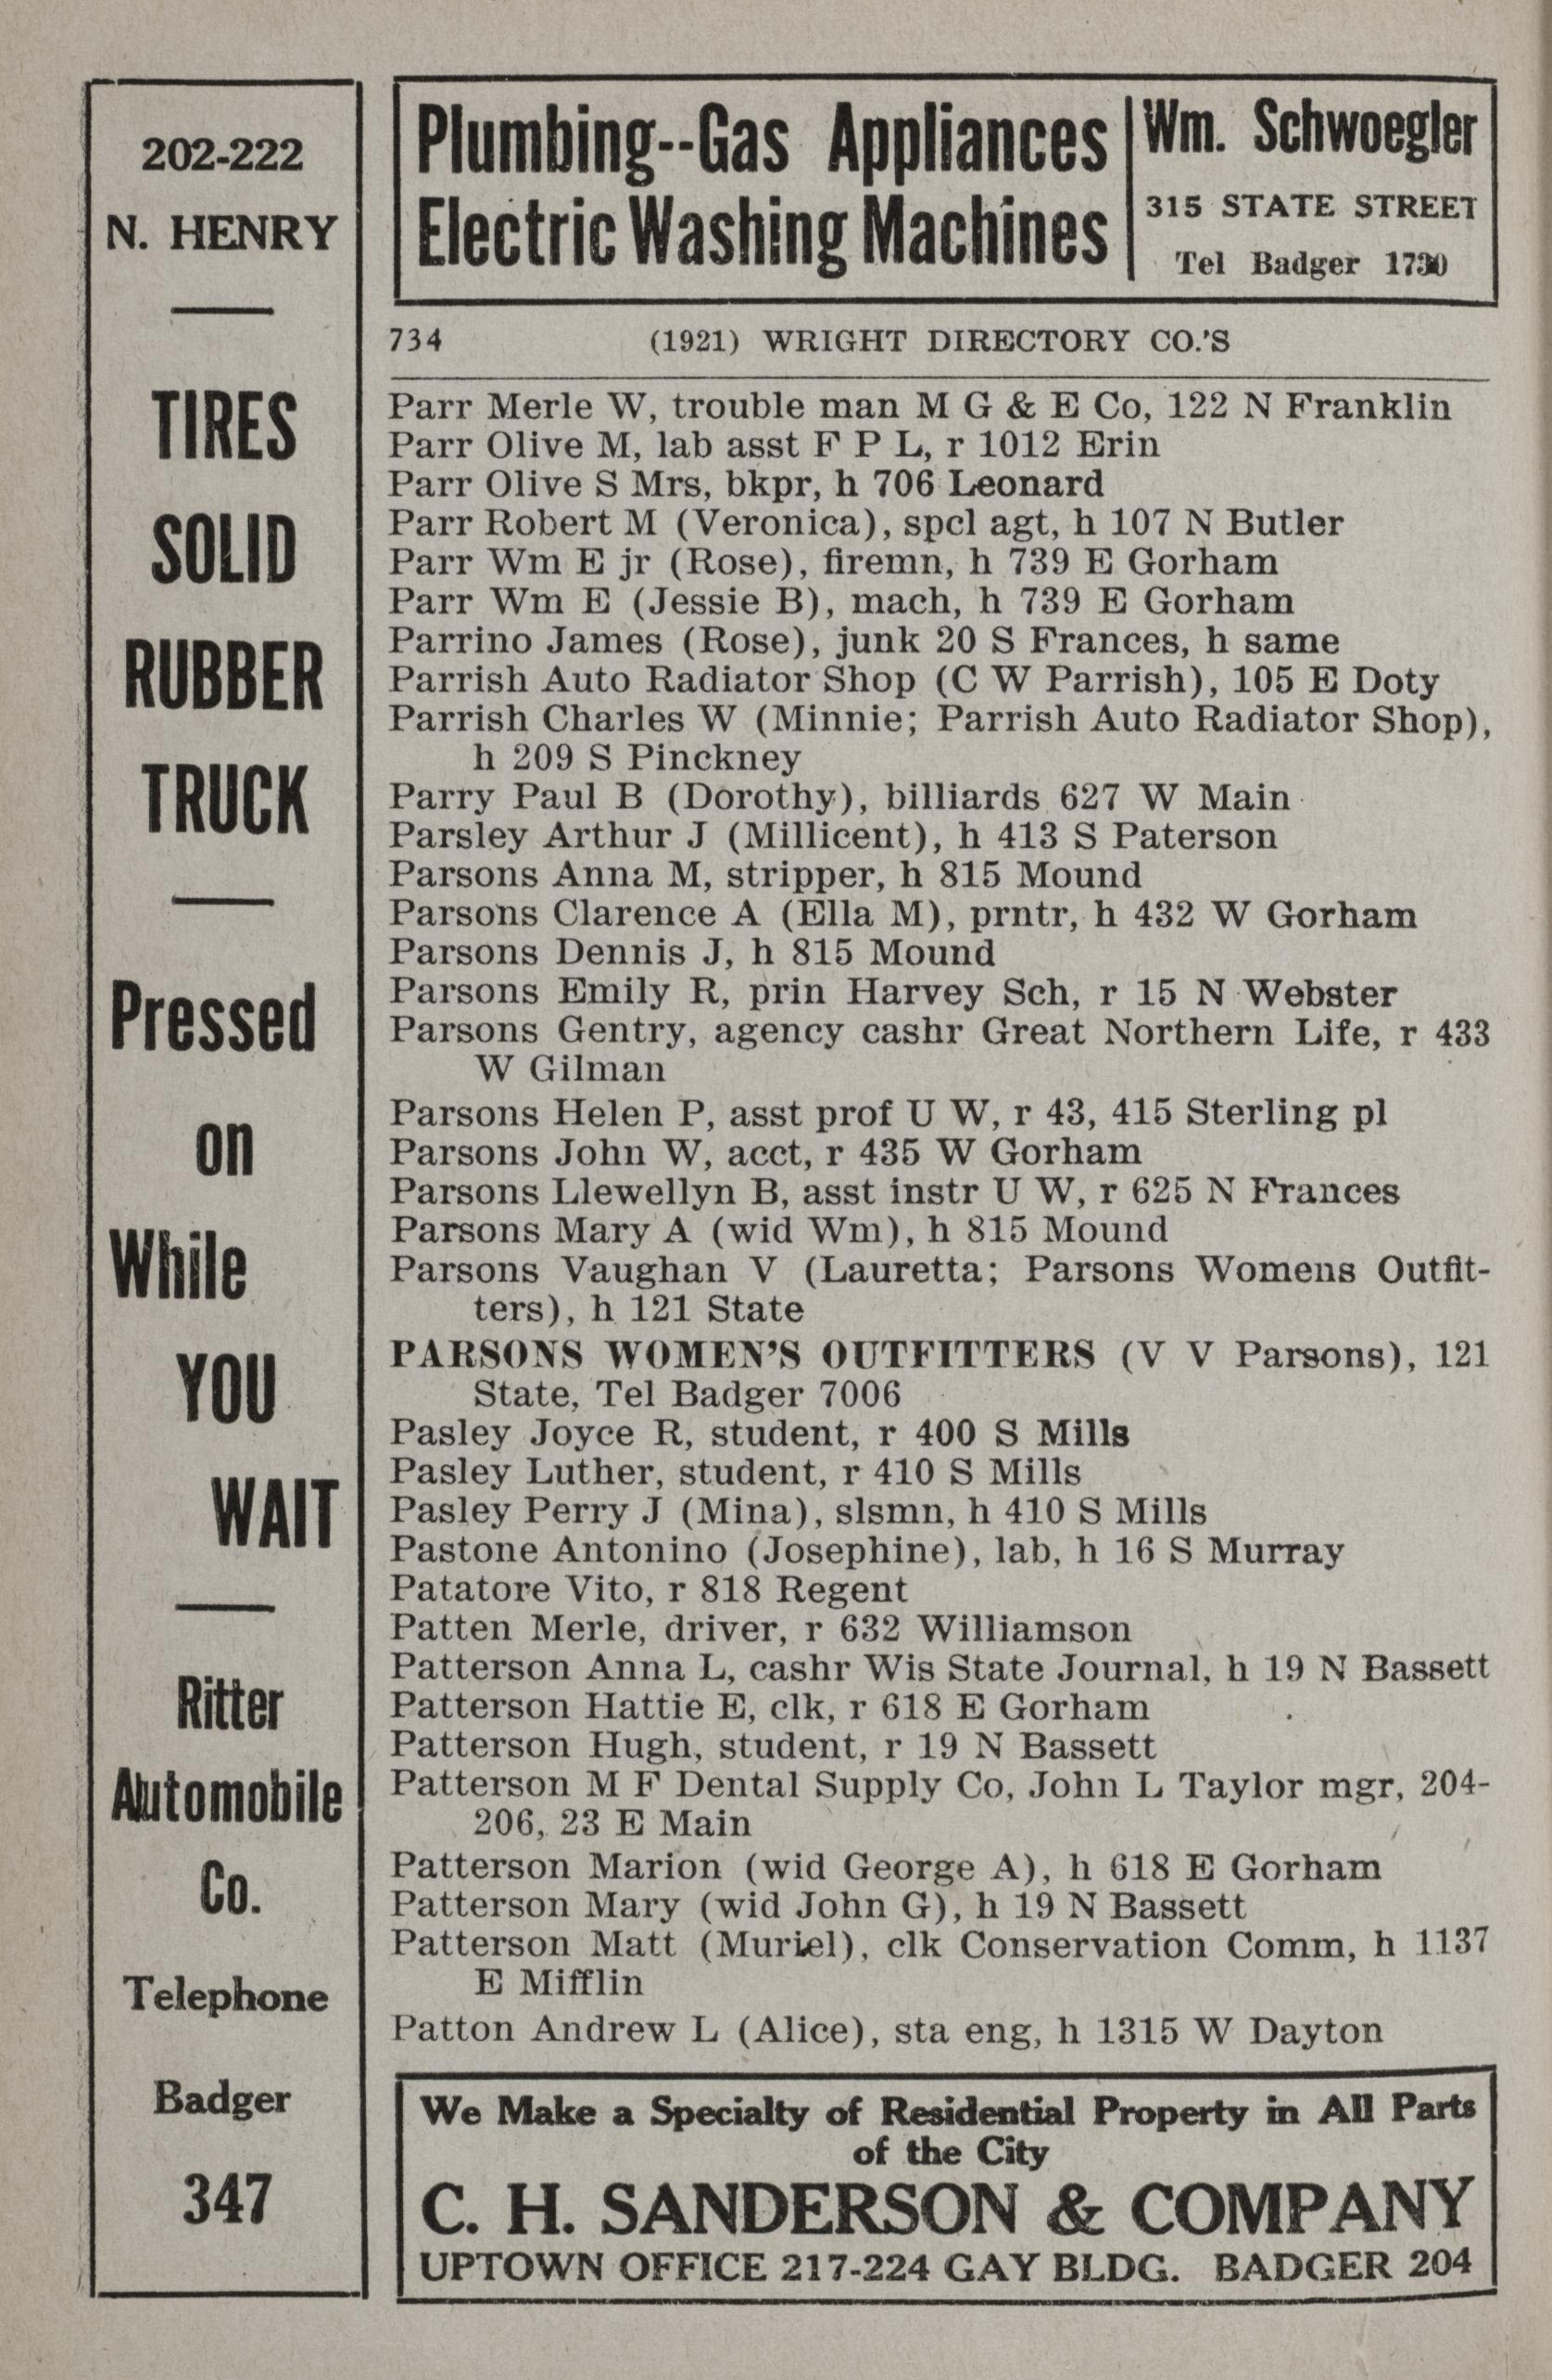 202-222
N. HENRY
TIRES
SOLID
RUBBER
TRUCK
Pressed
on
While
YOU
WAIT
Ritter
Automobile
Co.
Telephone
Badger
347
Plumbing--Gas Appliances
Electric Washing Machines
Wm. Schwoegler
315 STATE STREET
Tel Badger 1730
734 (1921) WRIGHT DIRECTORY CO.'S
Parr Merle W, trouble man M G & E Co, 122 N Franklin
Parr Olive M, lab asst F P L, r 1012 Erin
Parr Olive S Mrs, bkpr, h 706 Leonard
Parr Robert M (Veronica), spcl agt, h 107 N Butler
Parr Wm E jr (Rose), firemn, h 739 E Gorham
Parr Wm E (Jessie B), mach, h 739 E Gorham
Parrino James (Rose), junk 20 S Frances, h same
Parrish Auto Radiator Shop (C W Parrish), 105 E Doty
Parrish Charles W (Minnie; Parrish Auto Radiator Shop),
h 209 S Pinckney
Parry Paul B (Dorothy), billiards 627 W Main
Parsley Arthur J (Millicent), h 413 S Paterson
Parsons Anna M, stripper, h 815 Mound
Parsons Clarence A (Ella M), prntr, h 432 W Gorham
Parsons Dennis J, h 815 Mound
Parsons Emily R, prin Harvey Sch, r 15 N Webster
Parsons Gentry, agency cashr Great Northern Life, r 433
W Gilman
Parsons Helen P, asst prof U W, r 43, 415 Sterling pl
Parsons John W, acct, r 435 W Gorham
Parsons Llewellyn B, asst instr U W, r 625 N Frances
Parsons Mary A (wid Wm), h 815 Mound
Parsons Vaughan V (Lauretta; Parsons Womens Outfit-
ters), h 121 State
PARSONS WOMEN'S OUTFITTERS (V V Parsons), 121
State, Tel Badger 7006
Pasley Joyce R, student, r 400 S Mills
Pasley Luther, student, r 410 S Mills
Pasley Perry J (Mina), slsmn, h 410 S Mills
Pastone Antonino (Josephine), lab, h 16 S Murray
Patatore Vito, r 818 Regent
Patten Merle, driver, r 632 Williamson
Patterson Anna L, cashr Wis State Journal, h 19 N Bassett
Patterson Hattie E, clk, r 618 E Gorham
Patterson Hugh, student, r 19 N Bassett
Patterson M F Dental Supply Co, John L Taylor mgr, 204-
206, 23 E Main
Patterson Marion (wid George A), h 618 E Gorham
Patterson Mary (wid John G), h 19 N Bassett
Patterson Matt (Muriel), clk Conservation Comm, h 1137
E Mifflin
Patton Andrew L (Alice), sta eng, h 1315 W Dayton
We Make a Specialty of Residential Property in All Parts
of the City
C. H. SANDERSON & COMPANY
UPTOWN OFFICE 217-224 GAY BLDG. BADGER 204